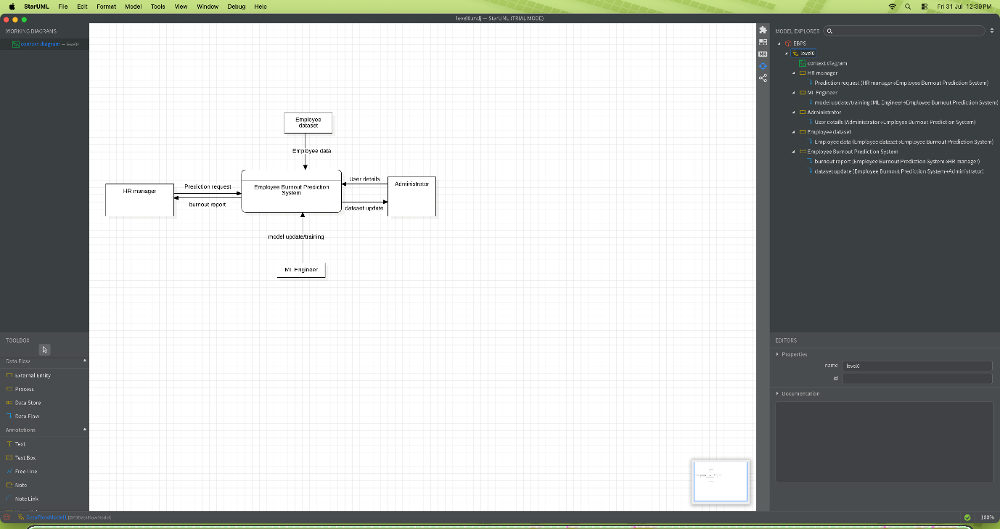 StarUML File Edit Format Model Tools View Window Debug Help Fri 31 Jul 12:39 PM
level0.mdj — StarUML (TRIAL MODE)
WORKING DIAGRAMS
context diagram — level0
Employee
dataset
Employee data
HR manager
Prediction request
burnout report
Employee Burnout Prediction
System
User details
dataset update
Administrator
model update/training
ML Engineer
TOOLBOX
Data Flow
External Entity
Process
Data Store
Data Flow
Annotations
Text
Text Box
Free Line
Note
Note Link
MODEL EXPLORER
EBPS
level0
context diagram
HR manager
Prediction request (HR manager→Employee Burnout Prediction System)
ML Engineer
model update/training (ML Engineer→Employee Burnout Prediction System)
Administrator
User details (Administrator→Employee Burnout Prediction System)
Employee dataset
Employee data (Employee dataset→Employee Burnout Prediction System)
Employee Burnout Prediction System
burnout report (Employee Burnout Prediction System→HR manager)
dataset update (Employee Burnout Prediction System→Administrator)
EDITORS
Properties
name level0
id
Documentation
DataFlowModel1 [DFDDataFlowModel]
100%